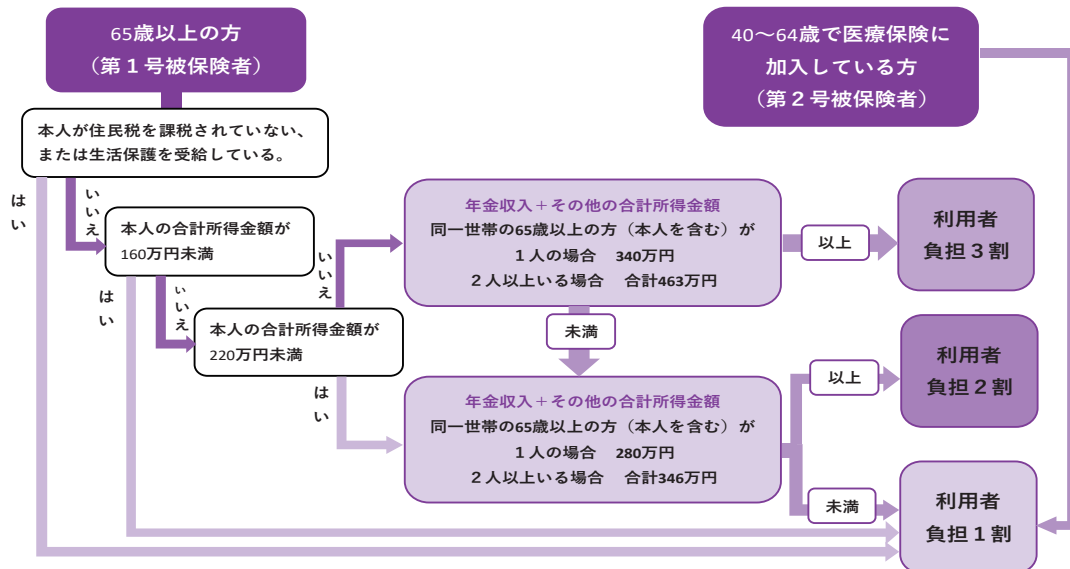 65歳以上の方
（第１号被保険者）
40～64歳で医療保険に
加入している方
（第２号被保険者）
本人が住民税を課税されていない、
または生活保護を受給している。
はい
いいえ
本人の合計所得金額が
160万円未満
はい
いいえ
本人の合計所得金額が
220万円未満
いいえ
はい
年金収入＋その他の合計所得金額
同一世帯の65歳以上の方（本人を含む）が
１人の場合　340万円
２人以上いる場合　合計463万円
以上
利用者
負担３割
未満
年金収入＋その他の合計所得金額
同一世帯の65歳以上の方（本人を含む）が
１人の場合　280万円
２人以上いる場合　合計346万円
以上
利用者
負担２割
未満
利用者
負担１割